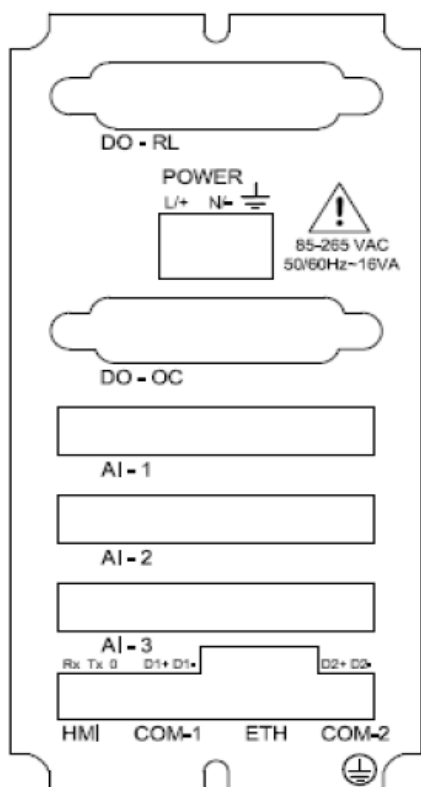 DO - RL
POWER
L/+ N/-
85-265 VAC
50/60Hz~16VA
DO - OC
AI - 1
AI - 2
AI - 3
Rx Tx 0 D1+ D1- D2+ D2-
HMI COM-1 ETH COM-2